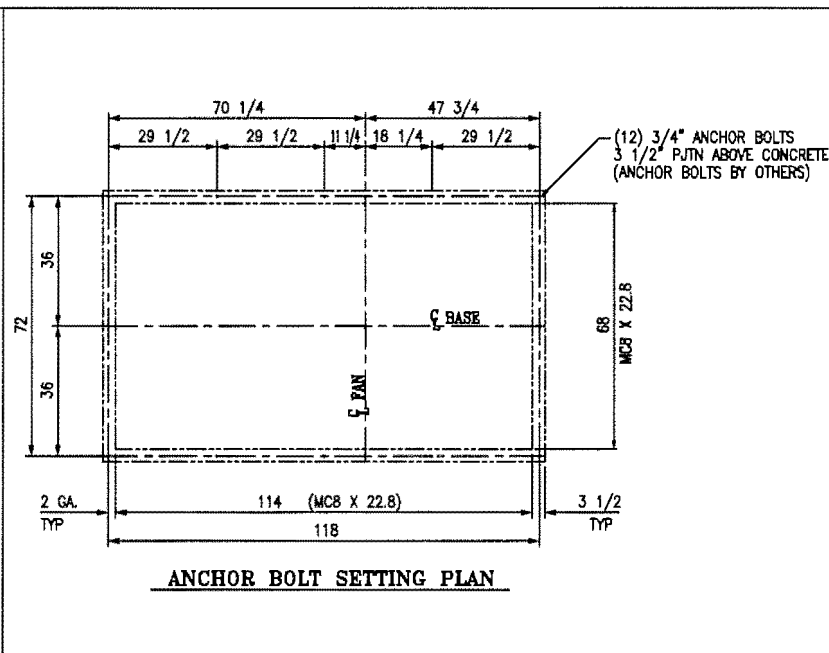 70 1/4 47 3/4
29 1/2 29 1/2 11 1/4 18 1/4 29 1/2
(12) 3/4" ANCHOR BOLTS
3 1/2" PJTN ABOVE CONCRETE
(ANCHOR BOLTS BY OTHERS)
72
36
36
℄ BASE
℄ FAN
68
MC8 X 22.8
2 GA.
TYP
114 (MC8 X 22.8)
3 1/2
TYP
118
ANCHOR BOLT SETTING PLAN